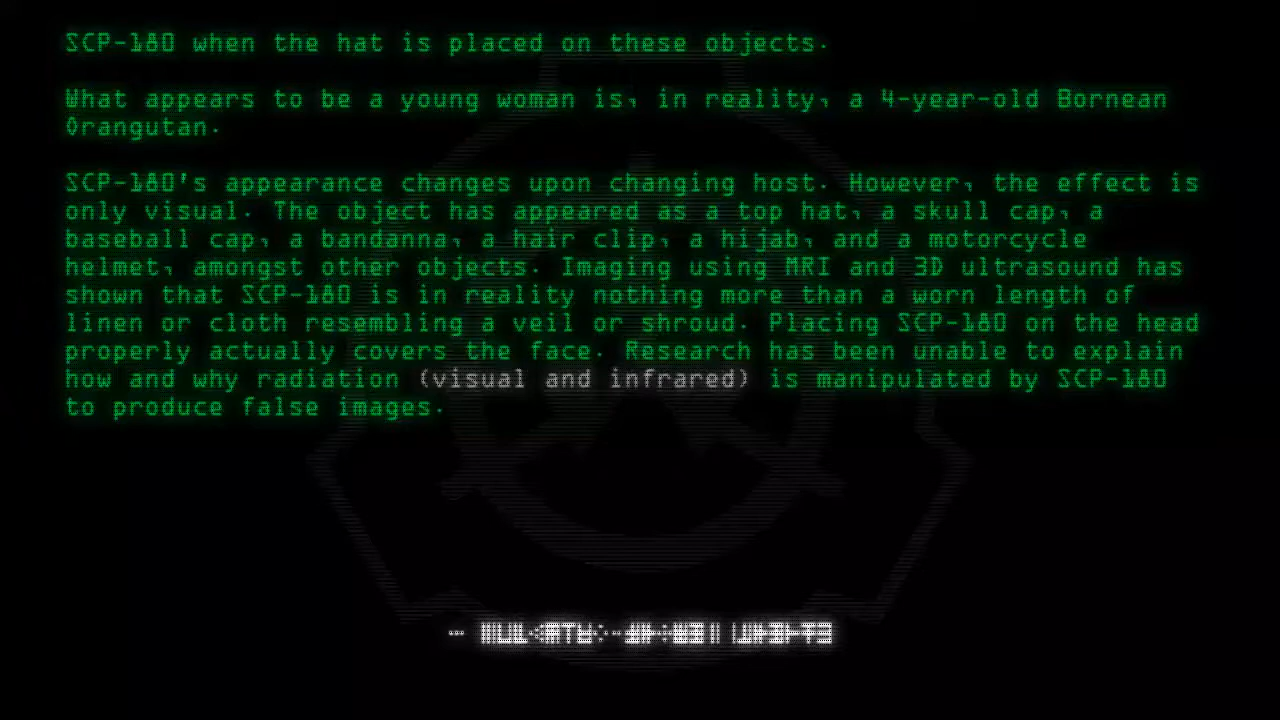 SCP-180 when the hat is placed on these objects.
What appears to be a young woman is, in reality, a 4-year-old Bornean
Orangutan.
SCP-180's appearance changes upon changing host. However, the effect is
only visual. The object has appeared as a top hat, a skull cap, a
baseball cap, a bandanna, a hair clip, a hijab, and a motorcycle
helmet, amongst other objects. Imaging using MRI and 3D ultrasound has
shown that SCP-180 is in reality nothing more than a worn length of
linen or cloth resembling a veil or shroud. Placing SCP-180 on the head
properly actually covers the face. Research has been unable to explain
how and why radiation (visual and infrared) is manipulated by SCP-180
to produce false images.